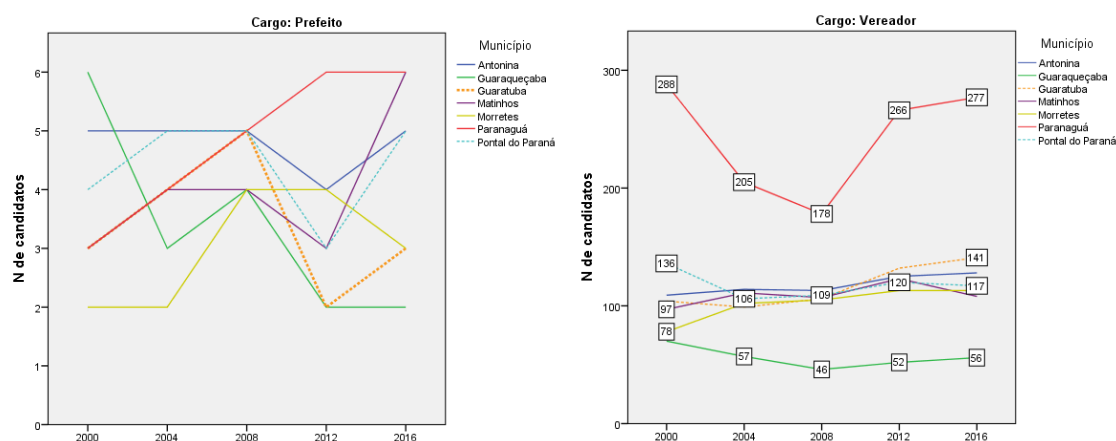 Cargo: Prefeito
N de candidatos
6
5
4
3
2
1
0
2000 2004 2008 2012 2016
Município
Antonina
Guaraqueçaba
Guaratuba
Matinhos
Morretes
Paranaguá
Pontal do Paraná
Cargo: Vereador
N de candidatos
300
200
100
0
288
205
178
266
277
136
106
109
120
141
117
97
78
57
46
52
56
2000 2004 2008 2012 2016
Município
Antonina
Guaraqueçaba
Guaratuba
Matinhos
Morretes
Paranaguá
Pontal do Paraná